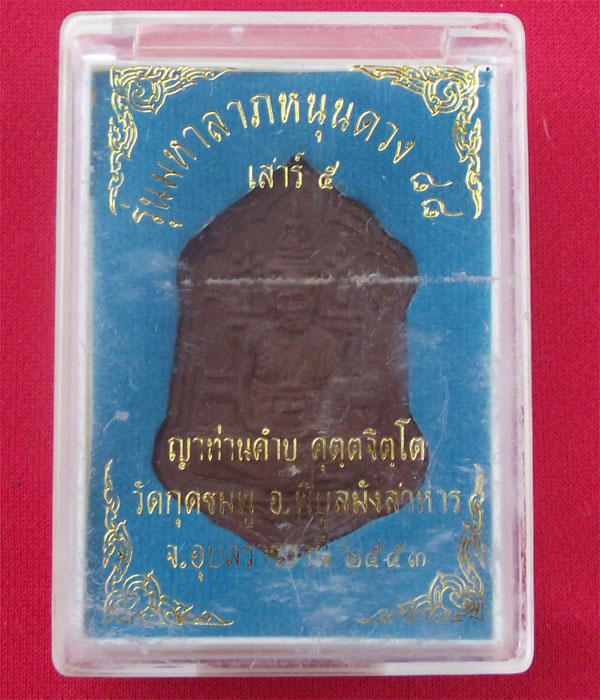 รุ่นมหาลาภหนุนดวง ๕๕
เสาร์ ๕
ญาท่านคำบ คุตฺตจิตฺโต
วัดกุดชมพู อ.พิบูลมังสาหาร
จ.อุบลราชธานี ๒๕๕๓